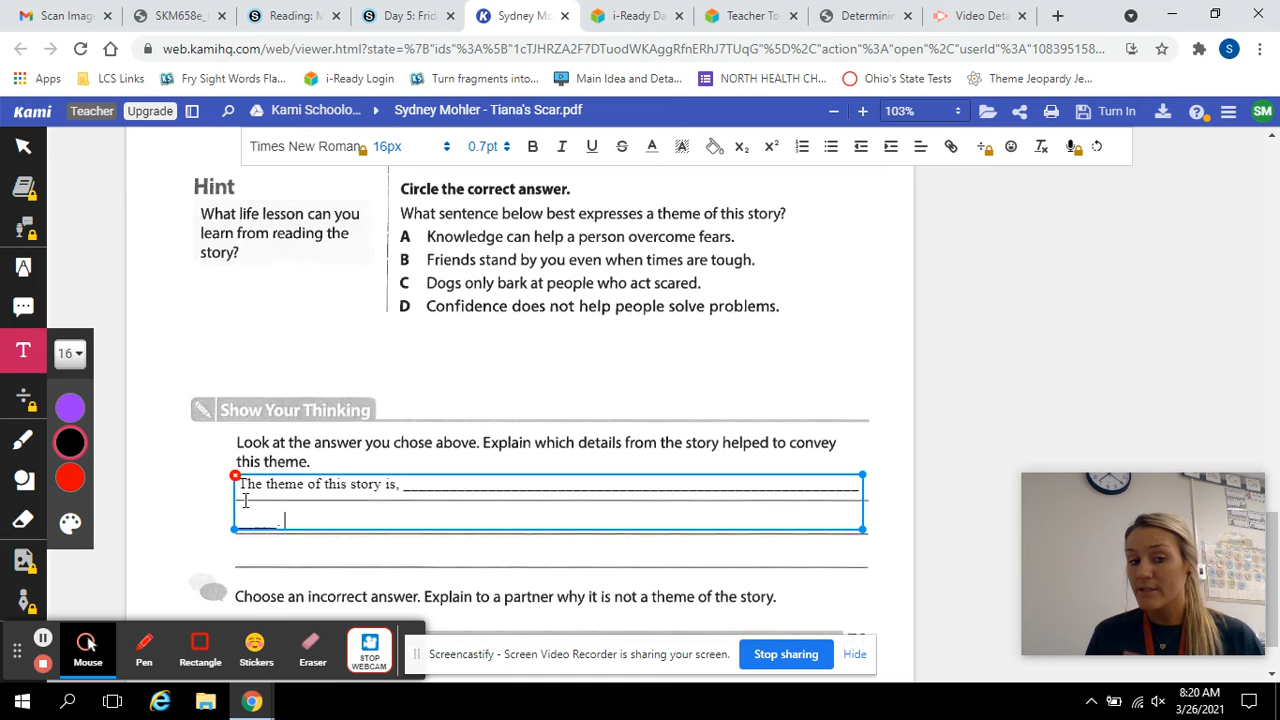 Scan Imag
SKM658e_
Reading: M
Day 5: Frid
Sydney Mo
i-Ready Da
Teacher To
Determinin
Video Deta
web.kamihq.com/web/viewer.html?state=%7B"ids"%3A%5B"1cTJHRZA2F7DTuodWKAggRfnERhJ7TUqG"%5D%2C"action"%3A"open"%2C"userId"%3A"108395158...
S
Apps
LCS Links
Fry Sight Words Fla...
i-Ready Login
Turn fragments into...
Main Idea and Deta...
NORTH HEALTH CH...
Ohio's State Tests
Theme Jeopardy Je...
Kami
Teacher
Upgrade
Kami Schoolo...
Sydney Mohler - Tiana's Scar.pdf
103%
Turn In
SM
Times New Roman
16px
0.7pt
Hint
What life lesson can you
learn from reading the
story?
Circle the correct answer.
What sentence below best expresses a theme of this story?
A Knowledge can help a person overcome fears.
B Friends stand by you even when times are tough.
C Dogs only bark at people who act scared.
D Confidence does not help people solve problems.
16
Show Your Thinking
Look at the answer you chose above. Explain which details from the story helped to convey
this theme.
The theme of this story is, ____________________________________________________________
_____.
Choose an incorrect answer. Explain to a partner why it is not a theme of the story.
Mouse
Pen
Rectangle
Stickers
Eraser
STOP
WEBCAM
Screencastify - Screen Video Recorder is sharing your screen.
Stop sharing
Hide
8:20 AM
3/26/2021